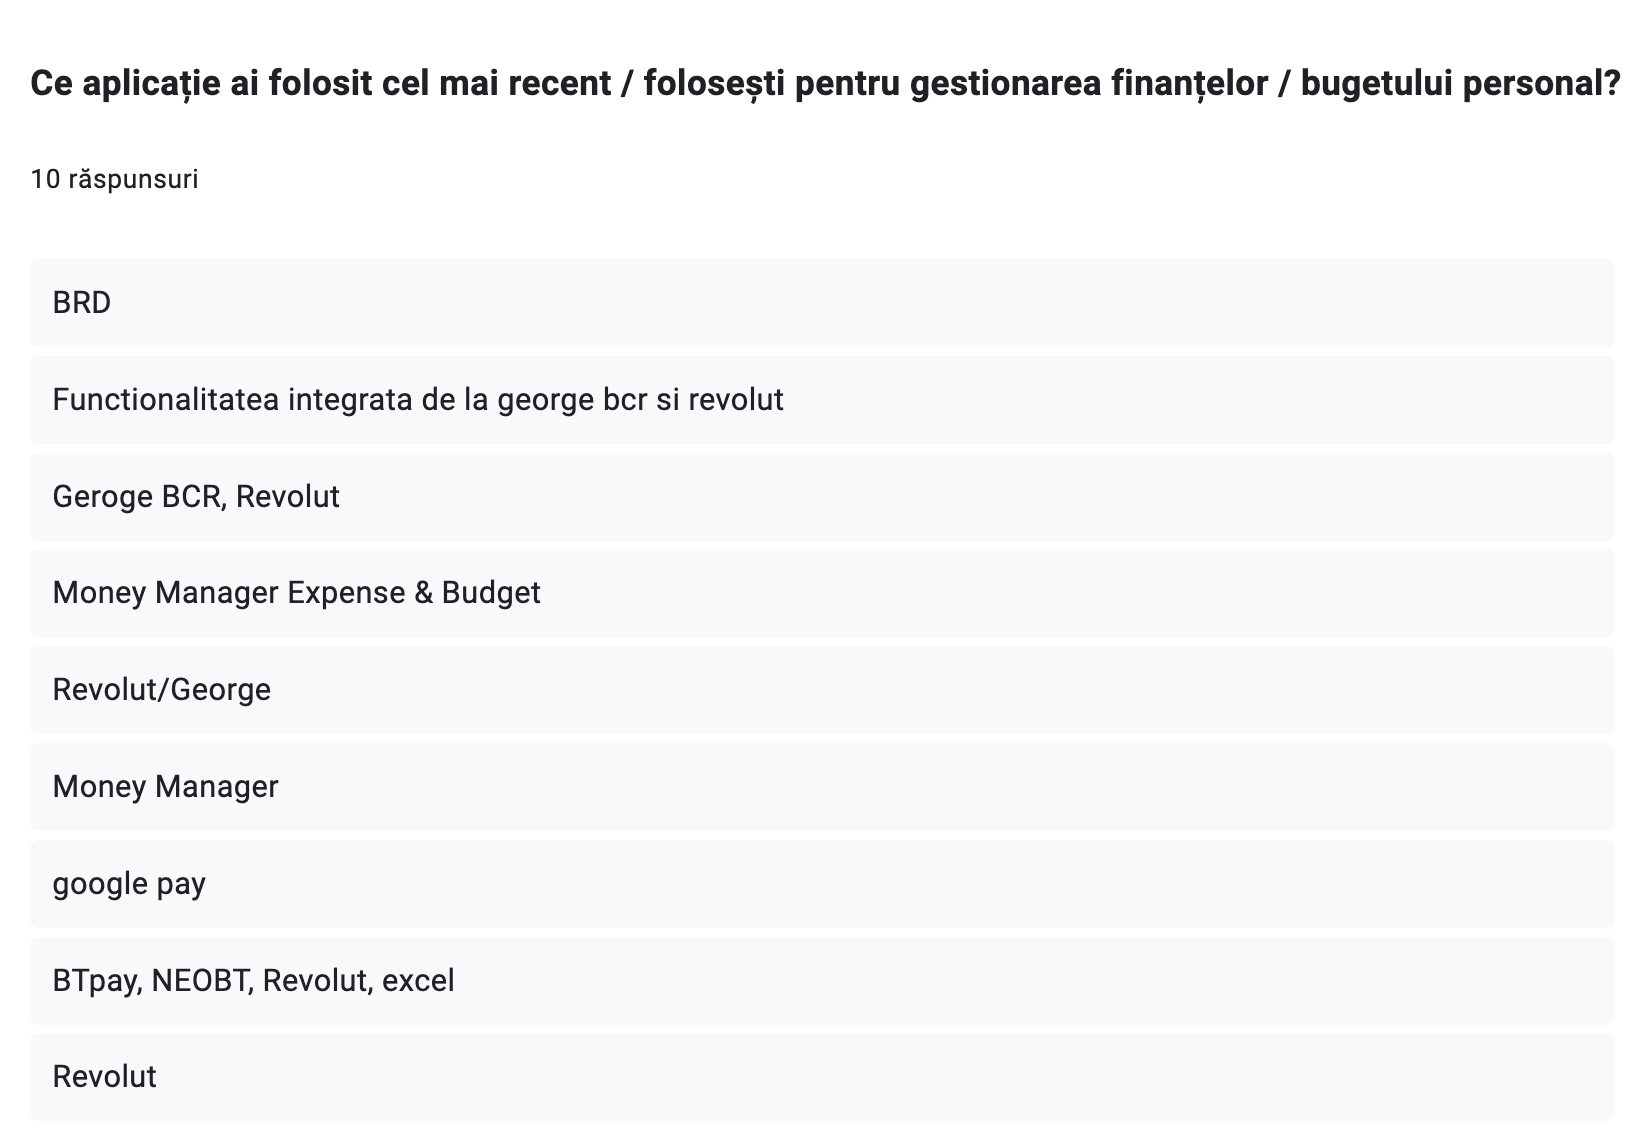 Ce aplicație ai folosit cel mai recent / folosești pentru gestionarea finanțelor / bugetului personal?
10 răspunsuri
BRD
Functionalitatea integrata de la george bcr si revolut
Geroge BCR, Revolut
Money Manager Expense & Budget
Revolut/George
Money Manager
google pay
BTpay, NEOBT, Revolut, excel
Revolut